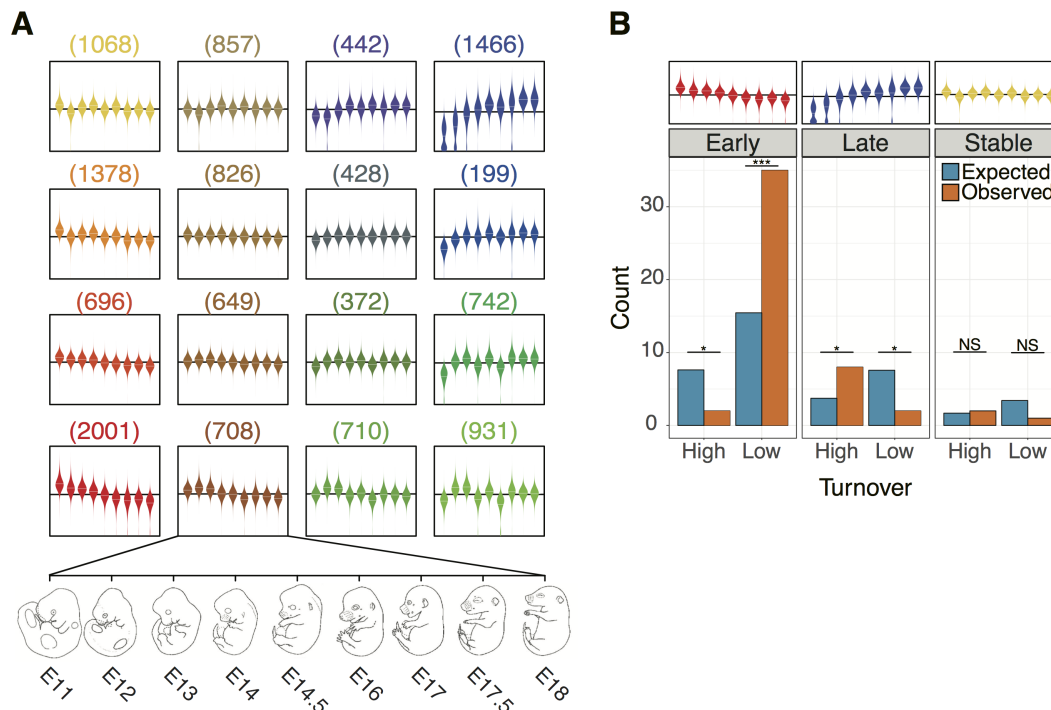 A
B
(1068) (857) (442) (1466)
(1378) (826) (428) (199)
(696) (649) (372) (742)
(2001) (708) (710) (931)
E11 E12 E13 E14 E14.5 E16 E17 E17.5 E18
Early Late Stable
Expected
Observed
Count
30
20
10
0
*** 
* * * NS NS
High Low High Low High Low
Turnover